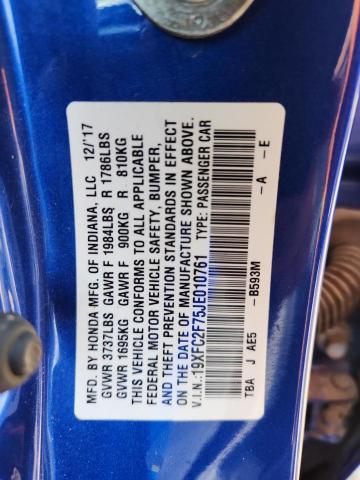 MFD. BY HONDA MFG. OF INDIANA, LLC 12/'17
GVWR 3737LBS GAWR F 1984LBS R 1786LBS
GVWR 1695KG GAWR F 900KG R 810KG
THIS VEHICLE CONFORMS TO ALL APPLICABLE
FEDERAL MOTOR VEHICLE SAFETY, BUMPER,
AND THEFT PREVENTION STANDARDS IN EFFECT
ON THE DATE OF MANUFACTURE SHOWN ABOVE.
V.I.N.:19XFC2F75JE010761 TYPE: PASSENGER CAR
-B593M -A -E
TBA J AE5